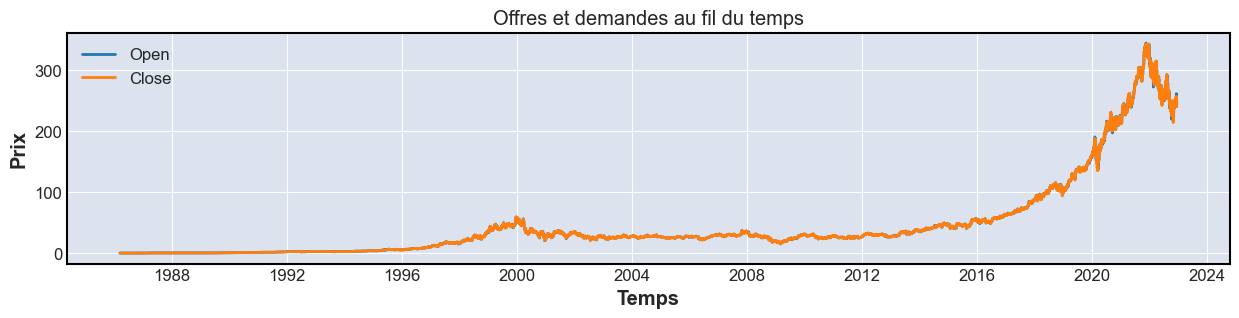 Offres et demandes au fil du temps
Open
Close
Prix
300
200
100
0
1988 1992 1996 2000 2004 2008 2012 2016 2020 2024
Temps